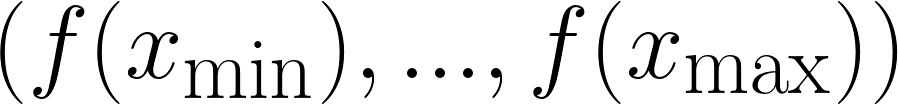 (f(x_min), ..., f(x_max))